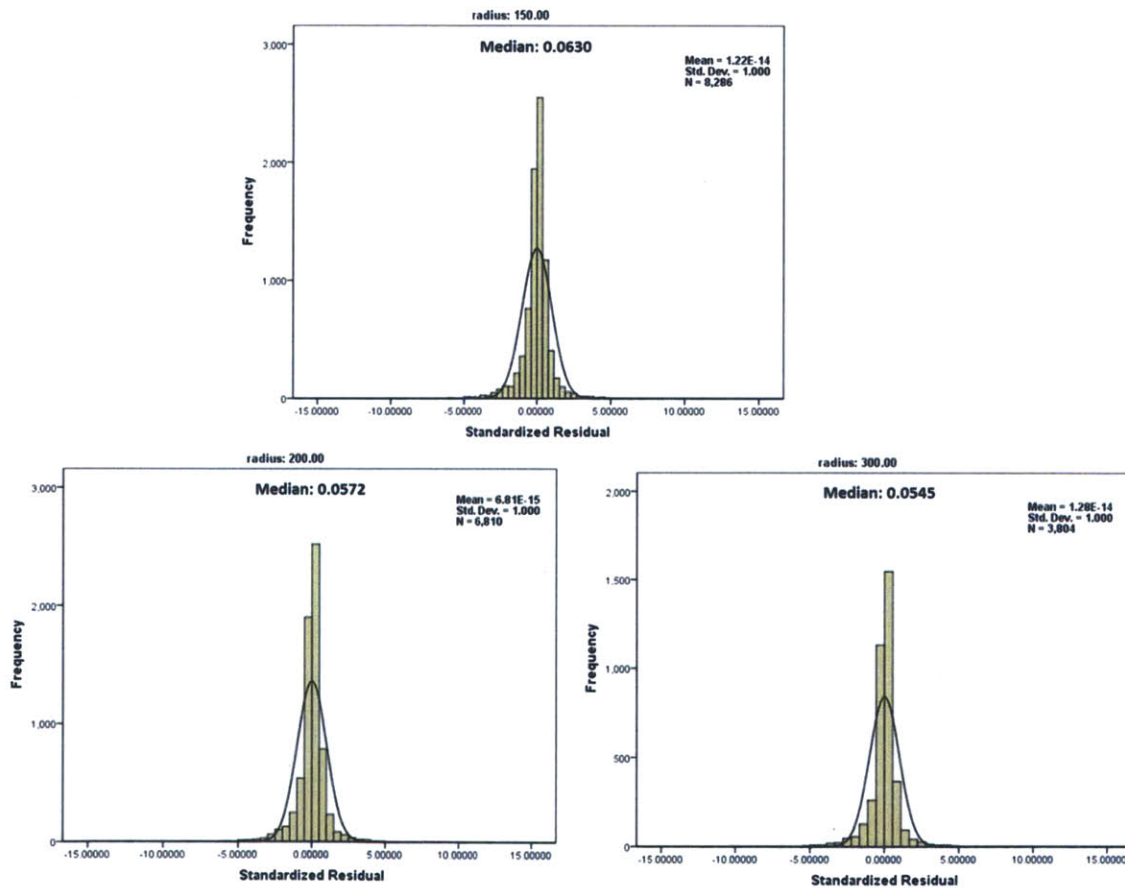 radius: 150.00
Median: 0.0630
Mean = 1.22E-14
Std. Dev. = 1.000
N = 8,286
3,000
2,000
1,000
0
Frequency
-15.00000 -10.00000 -5.00000 0.00000 5.00000 10.00000 15.00000
Standardized Residual
radius: 200.00
Median: 0.0572
Mean = 6.81E-15
Std. Dev. = 1.000
N = 6,810
3,000
2,000
1,000
0
Frequency
-15.00000 -10.00000 -5.00000 0.00000 5.00000 10.00000 15.00000
Standardized Residual
radius: 300.00
Median: 0.0545
Mean = 1.28E-14
Std. Dev. = 1.000
N = 3,804
2,000
1,500
1,000
500
0
Frequency
-15.00000 -10.00000 -5.00000 0.00000 5.00000 10.00000 15.00000
Standardized Residual